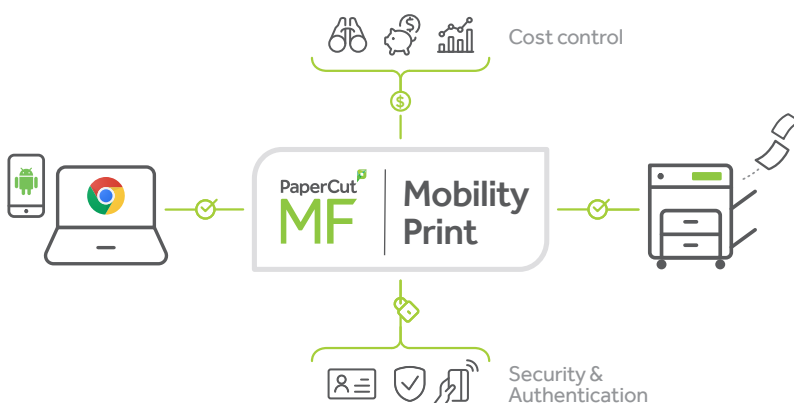 Cost control
PaperCut
MF
Mobility
Print
Security &
Authentication